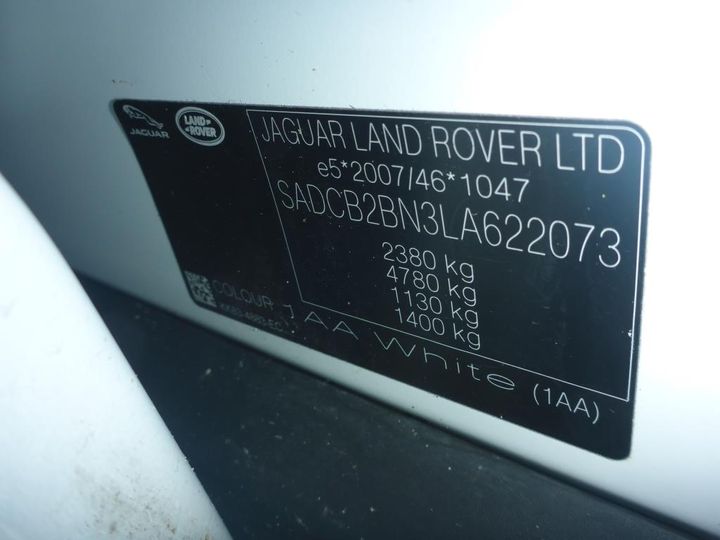 JAGUAR
LAND
ROVER
JAGUAR LAND ROVER LTD
e5*2007/46*1047
SADCB2BN3LA622073
2380 kg
4780 kg
1130 kg
1400 kg
COLOUR 1AA White (1AA)